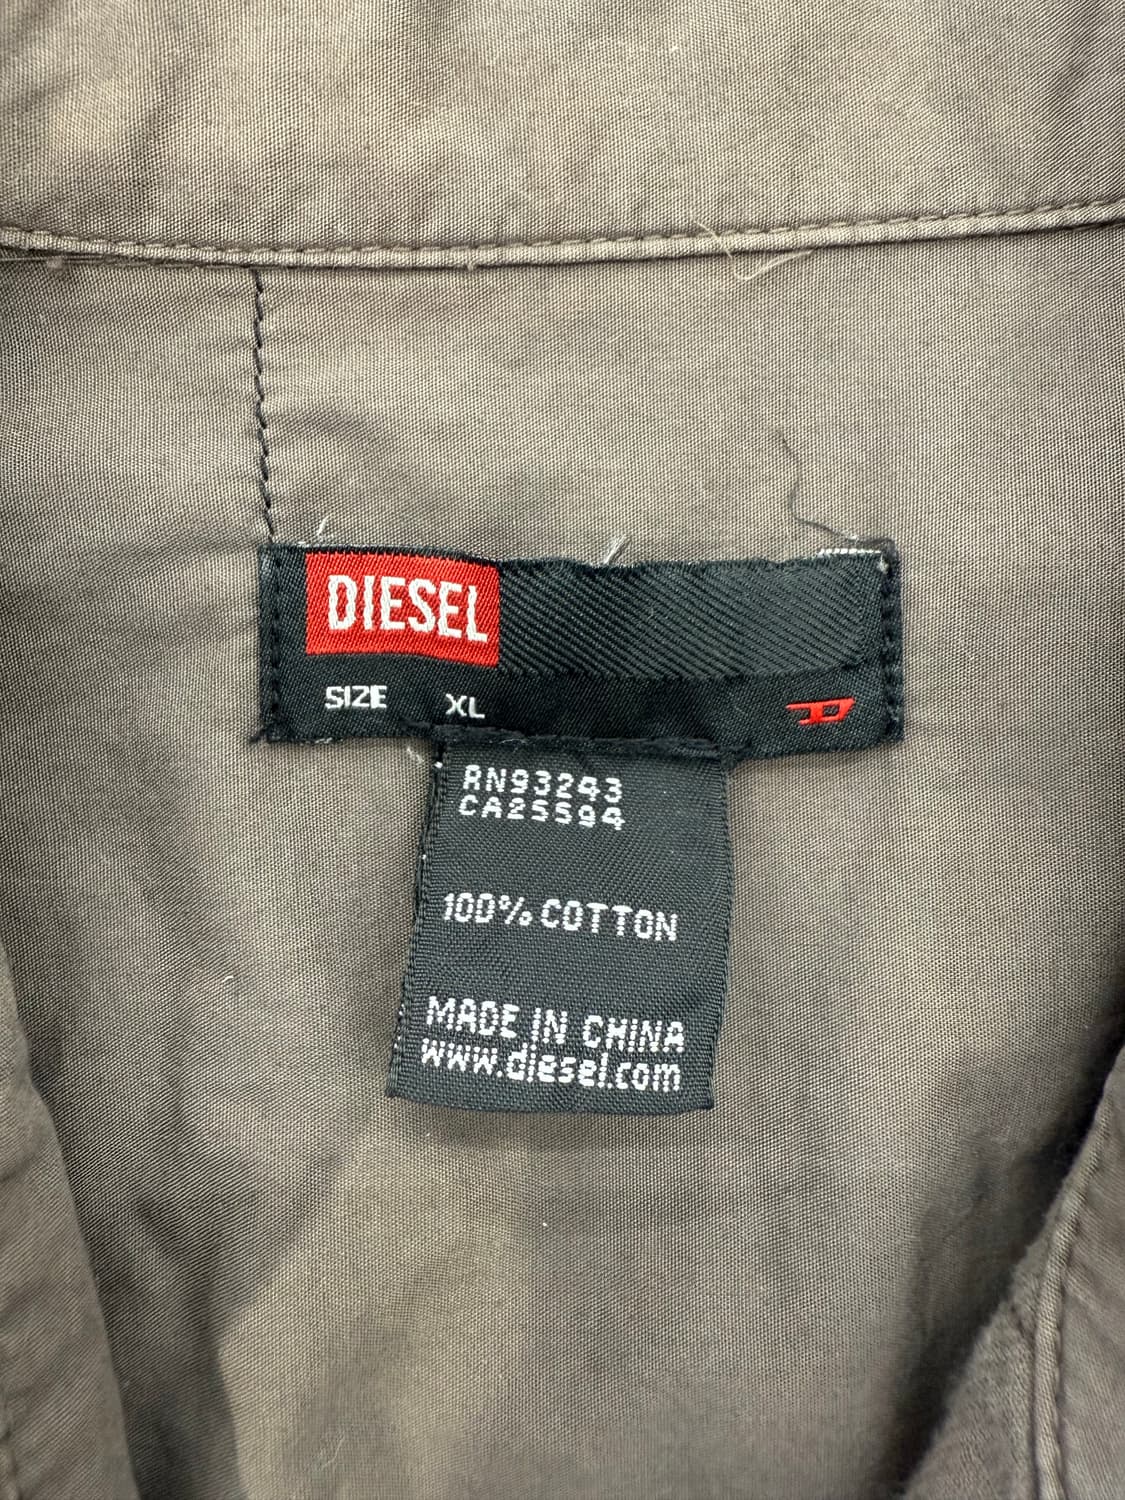 DIESEL
SIZE XL
RN93243
CA25594
100% COTTON
MADE IN CHINA
www.diesel.com